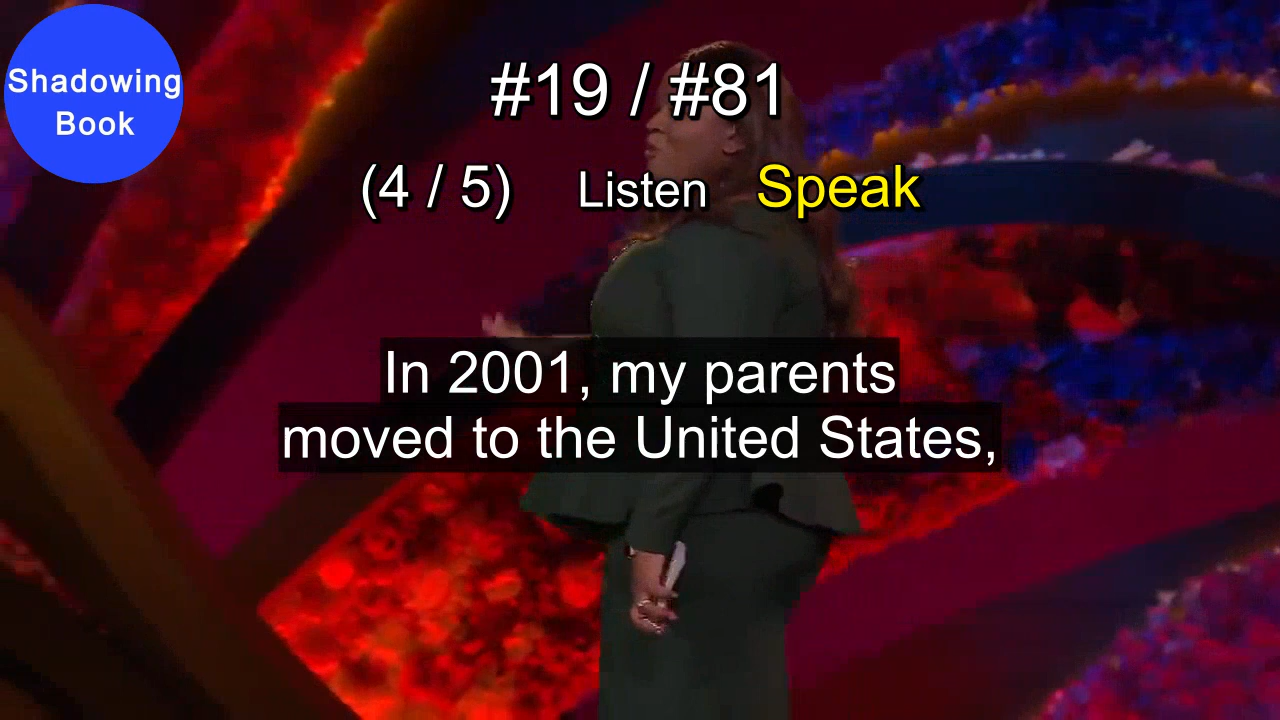 Shadowing
Book
#19 / #81
(4 / 5) Listen Speak
In 2001, my parents
moved to the United States,